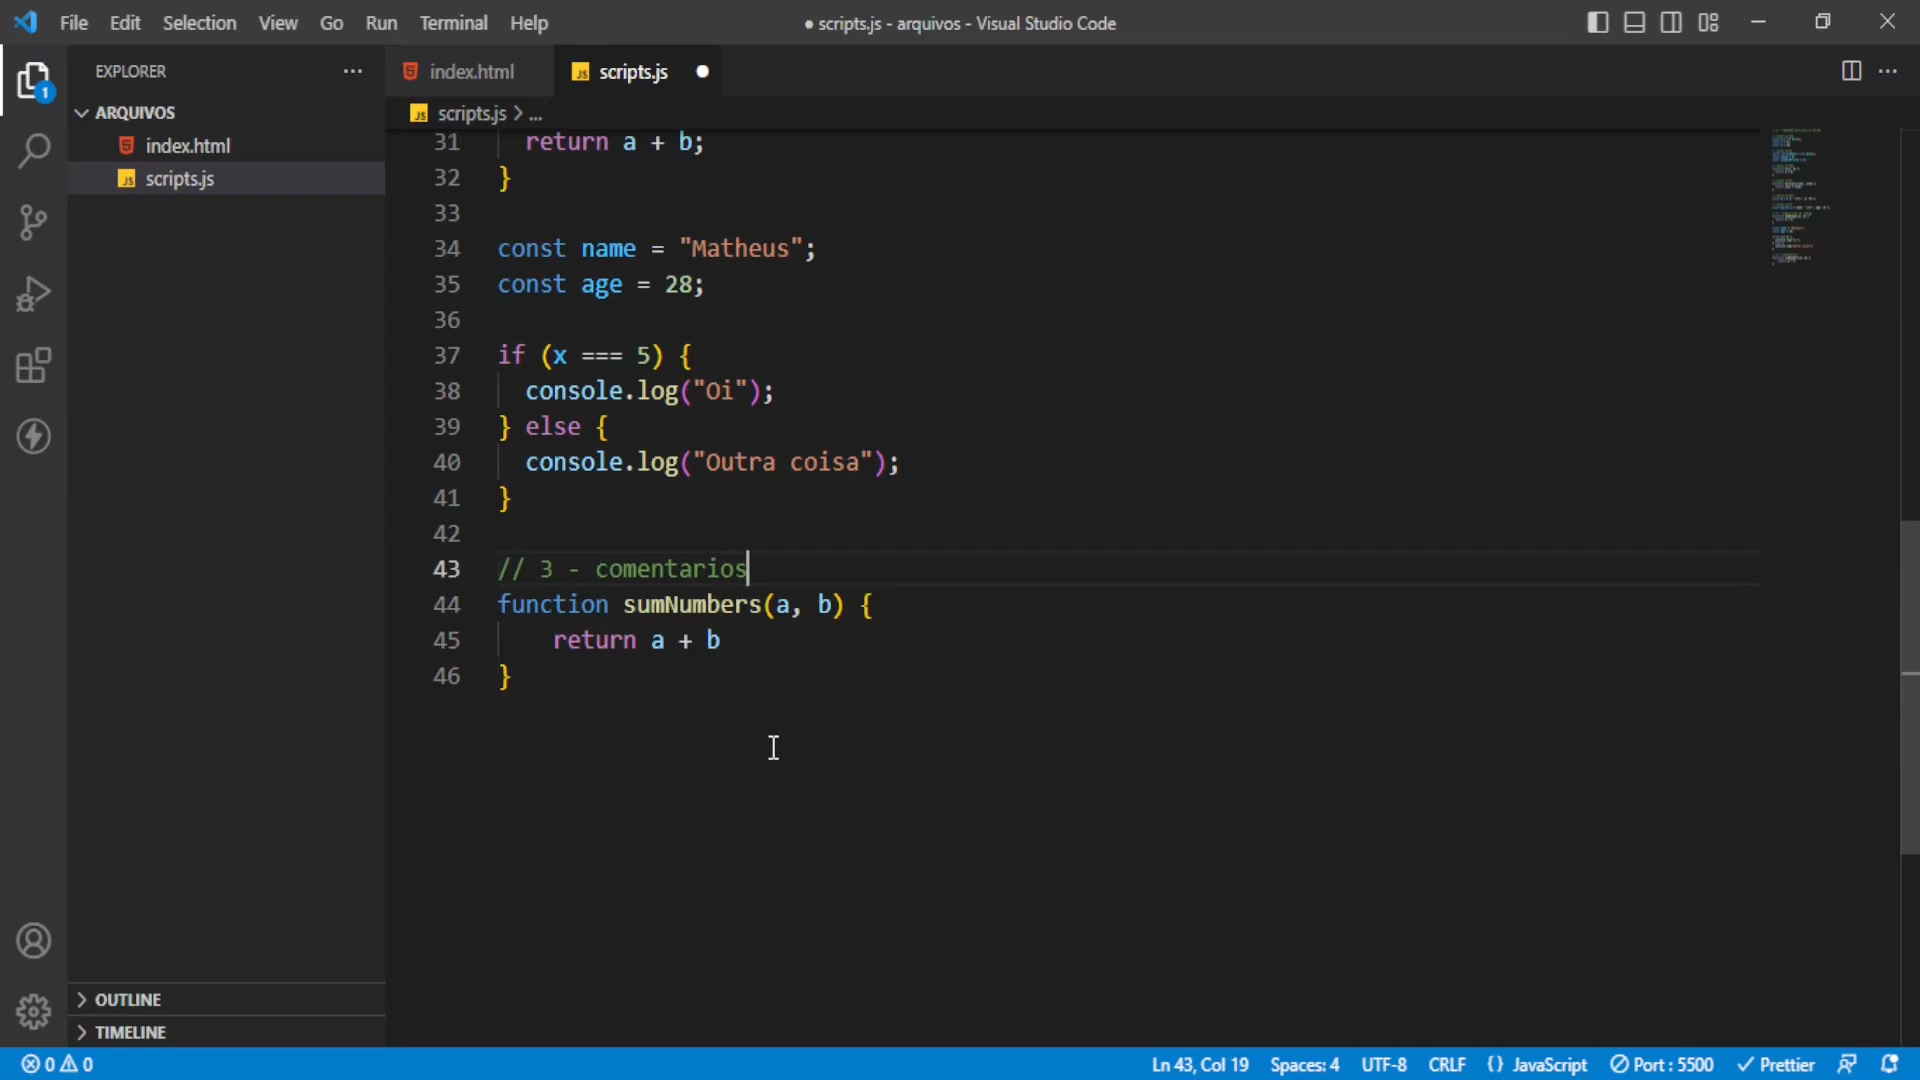 File Edit Selection View Go Run Terminal Help
● scripts.js - arquivos - Visual Studio Code
EXPLORER
ARQUIVOS
index.html
scripts.js
1
index.html
scripts.js
scripts.js > ...
31 return a + b;
32 }
33
34 const name = "Matheus";
35 const age = 28;
36
37 if (x === 5) {
38 console.log("Oi");
39 } else {
40 console.log("Outra coisa");
41 }
42
43 // 3 - comentarios
44 function sumNumbers(a, b) {
45 return a + b
46 }
OUTLINE
TIMELINE
0 0 Ln 43, Col 19 Spaces: 4 UTF-8 CRLF {} JavaScript Port : 5500 Prettier